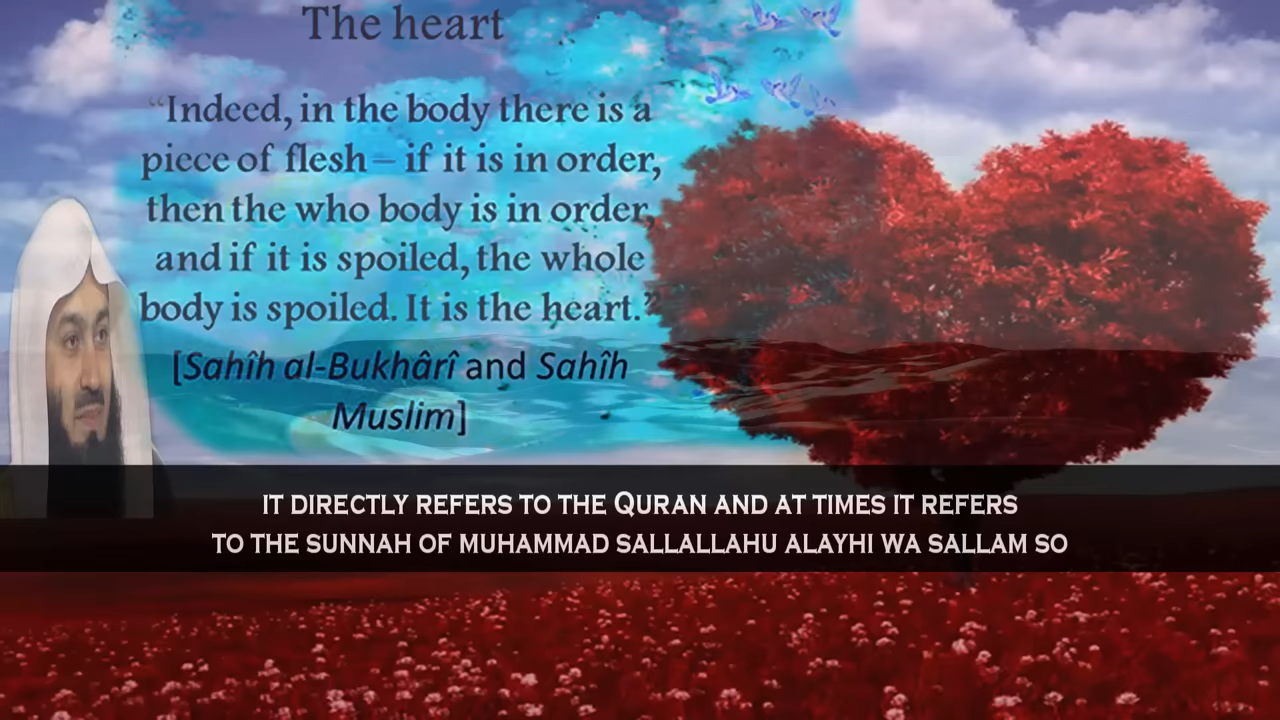 The heart
“Indeed, in the body there is a
piece of flesh – if it is in order,
then the who body is in order,
and if it is spoiled, the whole
body is spoiled. It is the heart.”
[Sahîh al-Bukhârî and Sahîh
Muslim]
IT DIRECTLY REFERS TO THE QURAN AND AT TIMES IT REFERS
TO THE SUNNAH OF MUHAMMAD SALLALLAHU ALAYHI WA SALLAM SO